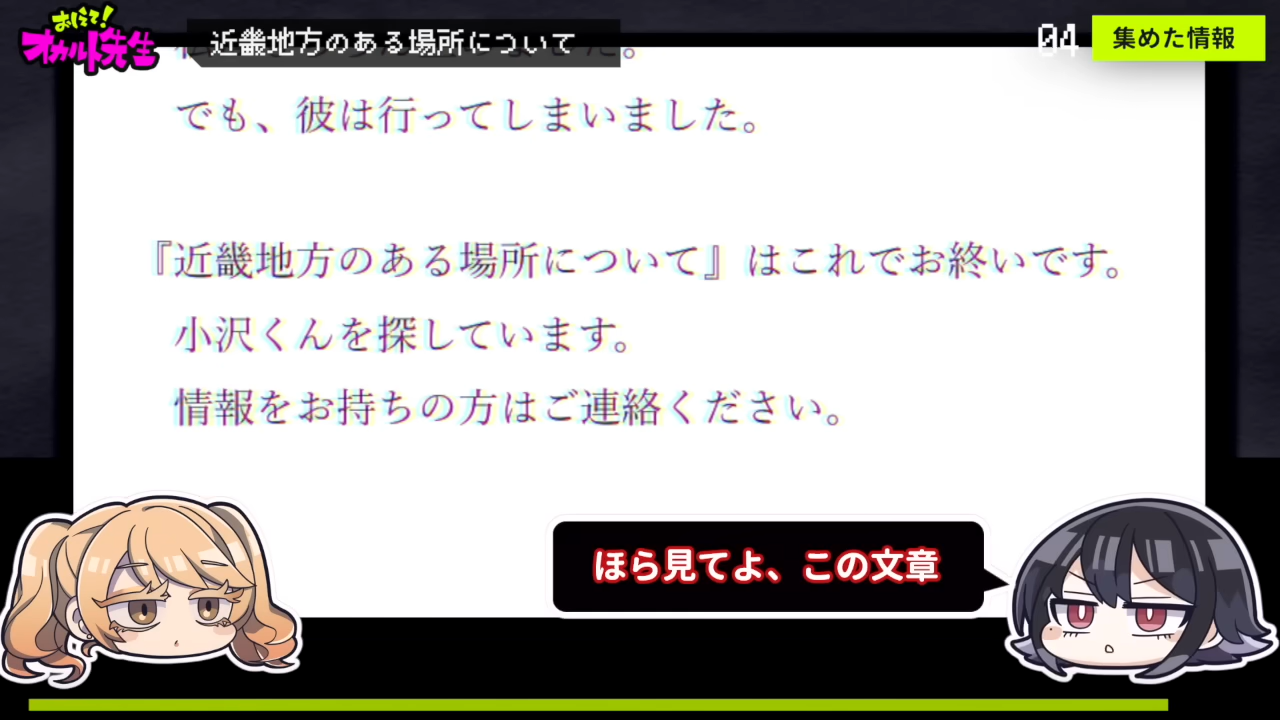 おしえて!
オカルト先生
近畿地方のある場所について
04
集めた情報
た。
でも、彼は行ってしまいました。
『近畿地方のある場所について』はこれでお終いです。
小沢くんを探しています。
情報をお持ちの方はご連絡ください。
ほら見てよ、この文章